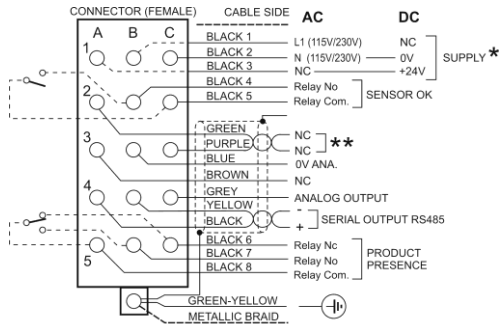 CONNECTOR (FEMALE) CABLE SIDE AC DC
A B C
1 BLACK 1 L1 (115V/230V) NC
BLACK 2 N (115V/230V) 0V SUPPLY *
BLACK 3 NC +24V
BLACK 4 Relay No
2 BLACK 5 Relay Com. SENSOR OK
GREEN NC
PURPLE NC **
3 BLUE 0V ANA.
BROWN NC
4 GREY ANALOG OUTPUT
YELLOW -
BLACK + SERIAL OUTPUT RS485
BLACK 6 Relay Nc
5 BLACK 7 Relay No PRODUCT PRESENCE
BLACK 8 Relay Com.
GREEN-YELLOW
METALLIC BRAID